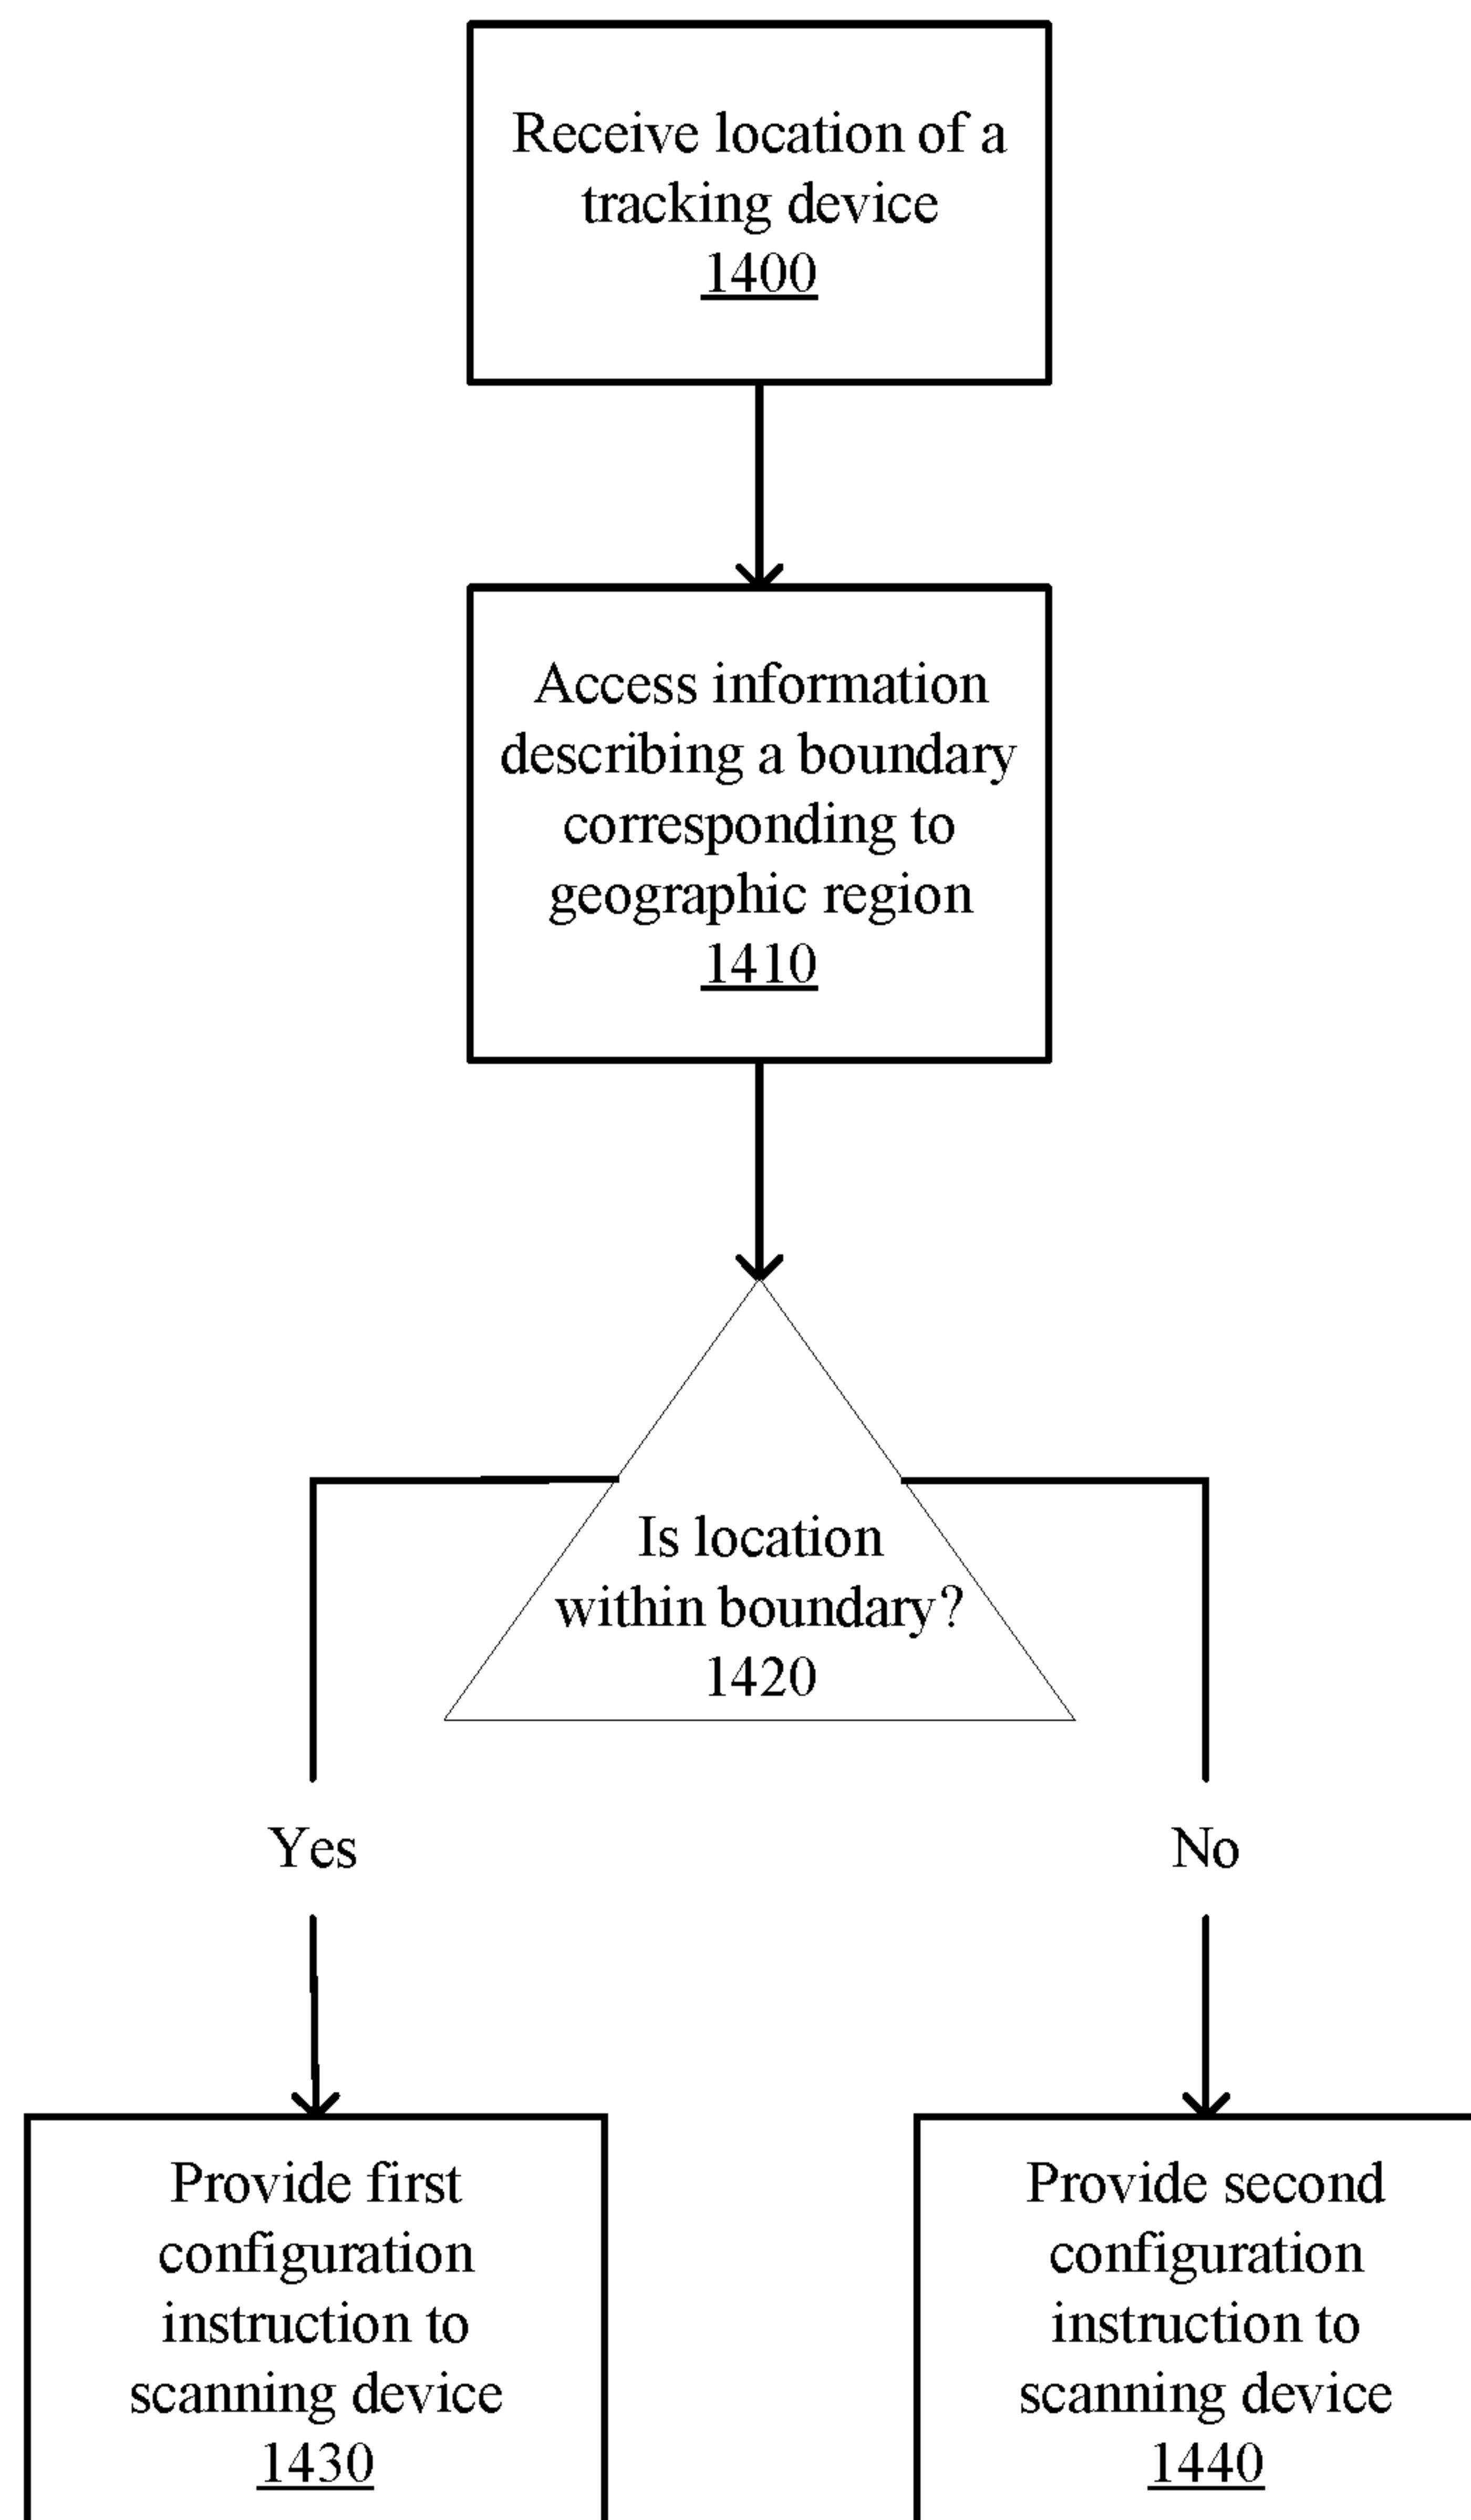 Receive location of a
tracking device
1400
Access information
describing a boundary
corresponding to
geographic region
1410
Is location
within boundary?
1420
Yes
No
Provide first
configuration
instruction to
scanning device
1430
Provide second
configuration
instruction to
scanning device
1440